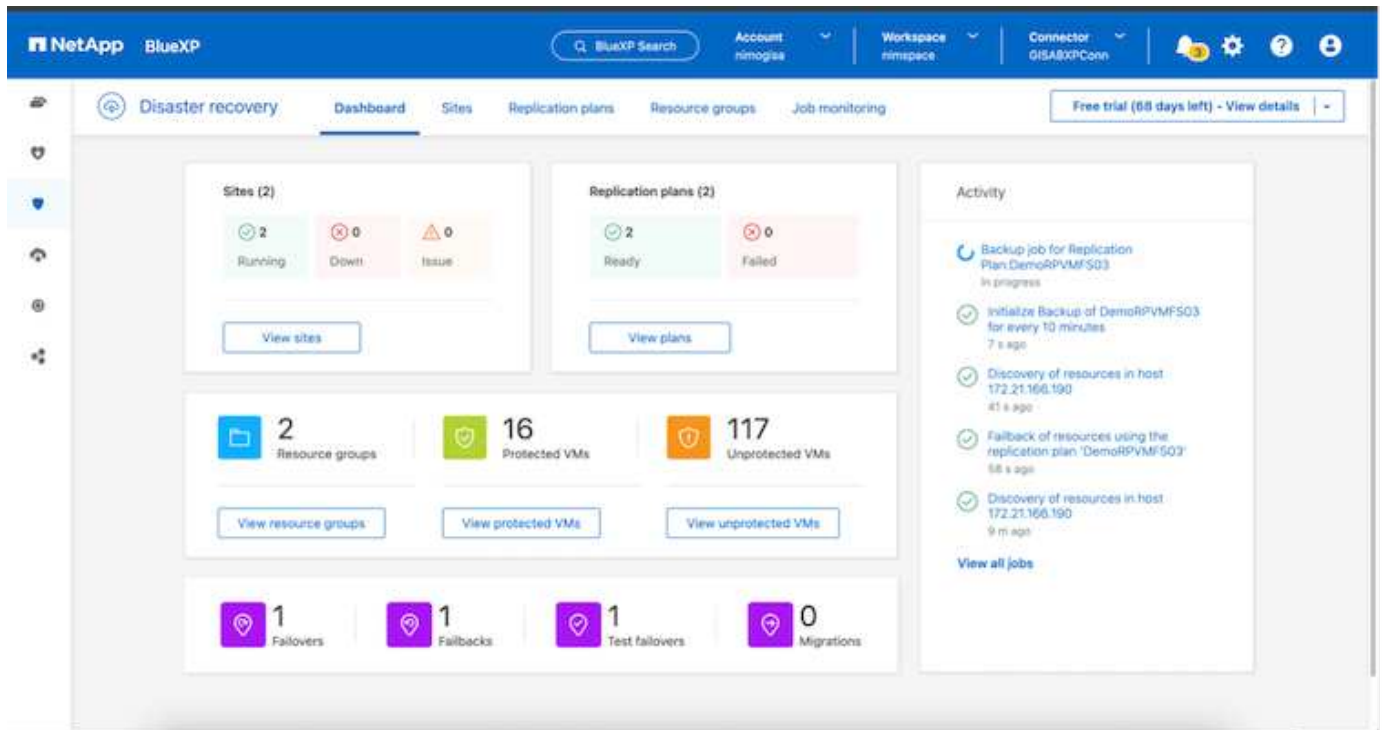 NetApp BlueXP
BlueXP Search
Account
nimogisa
Workspace
nimspace
Connector
GISABXPConn
3
Disaster recovery
Dashboard
Sites
Replication plans
Resource groups
Job monitoring
Free trial (68 days left) - View details
Sites (2)
2
Running
0
Down
0
Issue
View sites
Replication plans (2)
2
Ready
0
Failed
View plans
2
Resource groups
View resource groups
16
Protected VMs
View protected VMs
117
Unprotected VMs
View unprotected VMs
1
Failovers
1
Failbacks
1
Test failovers
0
Migrations
Activity
Backup job for Replication
Plan:DemoRPVMFS03
In progress
Initialize Backup of DemoRPVMFS03
for every 10 minutes
7 s ago
Discovery of resources in host
172.21.166.190
41 s ago
Failback of resources using the
replication plan 'DemoRPVMFS03'
58 s ago
Discovery of resources in host
172.21.166.190
9 m ago
View all jobs